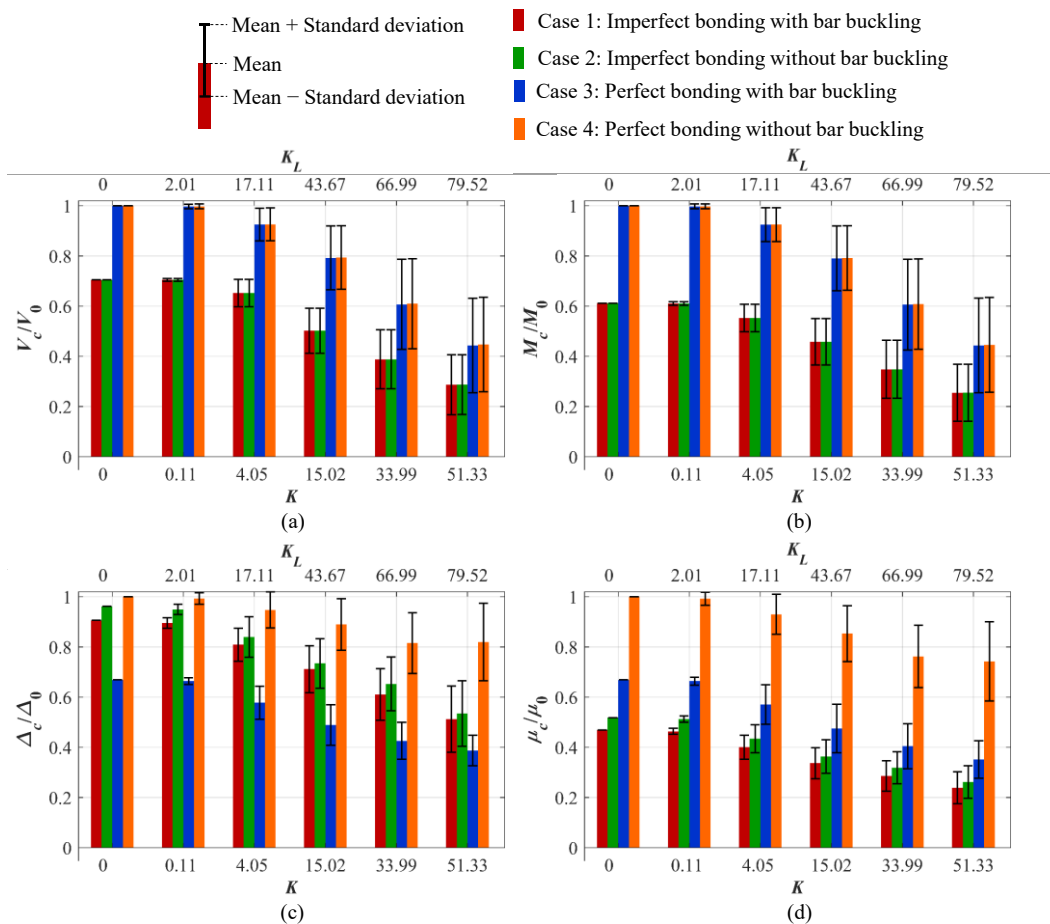 Mean + Standard deviation
Mean
Mean − Standard deviation
Case 1: Imperfect bonding with bar buckling
Case 2: Imperfect bonding without bar buckling
Case 3: Perfect bonding with bar buckling
Case 4: Perfect bonding without bar buckling
K_L
0 2.01 17.11 43.67 66.99 79.52
1
0.8
0.6
0.4
0.2
0
V_c/V_0
0 0.11 4.05 15.02 33.99 51.33
K
(a)
K_L
0 2.01 17.11 43.67 66.99 79.52
1
0.8
0.6
0.4
0.2
0
M_c/M_0
0 0.11 4.05 15.02 33.99 51.33
K
(b)
K_L
0 2.01 17.11 43.67 66.99 79.52
1
0.8
0.6
0.4
0.2
0
Δ_c/Δ_0
0 0.11 4.05 15.02 33.99 51.33
K
(c)
K_L
0 2.01 17.11 43.67 66.99 79.52
1
0.8
0.6
0.4
0.2
0
μ_c/μ_0
0 0.11 4.05 15.02 33.99 51.33
K
(d)